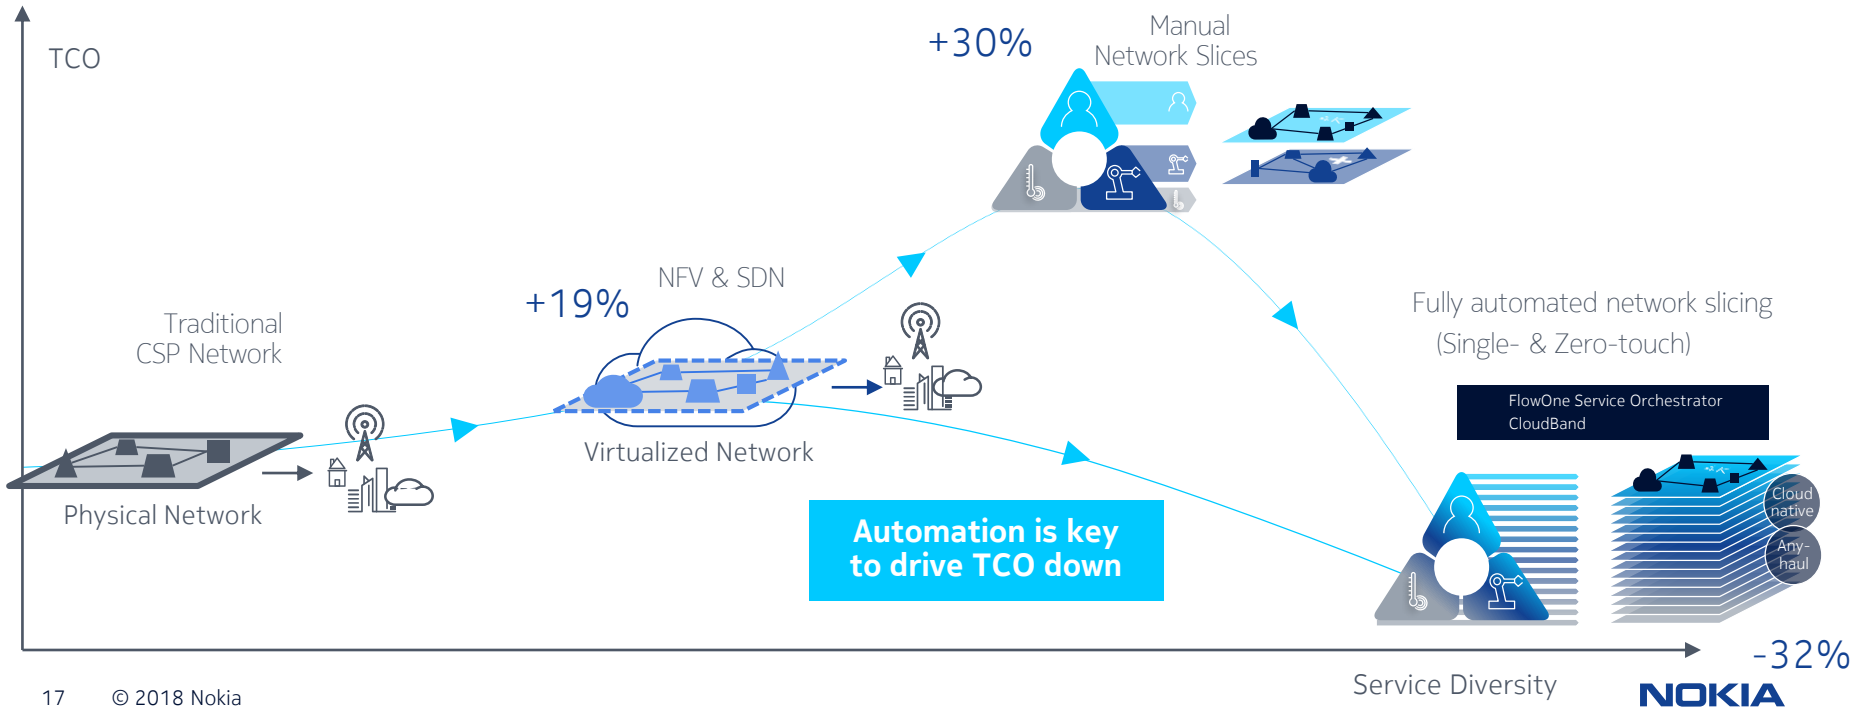 TCO
+30%
Manual
Network Slices
NFV & SDN
+19%
Traditional
CSP Network
Fully automated network slicing
(Single- & Zero-touch)
FlowOne Service Orchestrator
CloudBand
Virtualized Network
Physical Network
Cloud
native
Any-
haul
Automation is key
to drive TCO down
-32%
Service Diversity
17
© 2018 Nokia
NOKIA